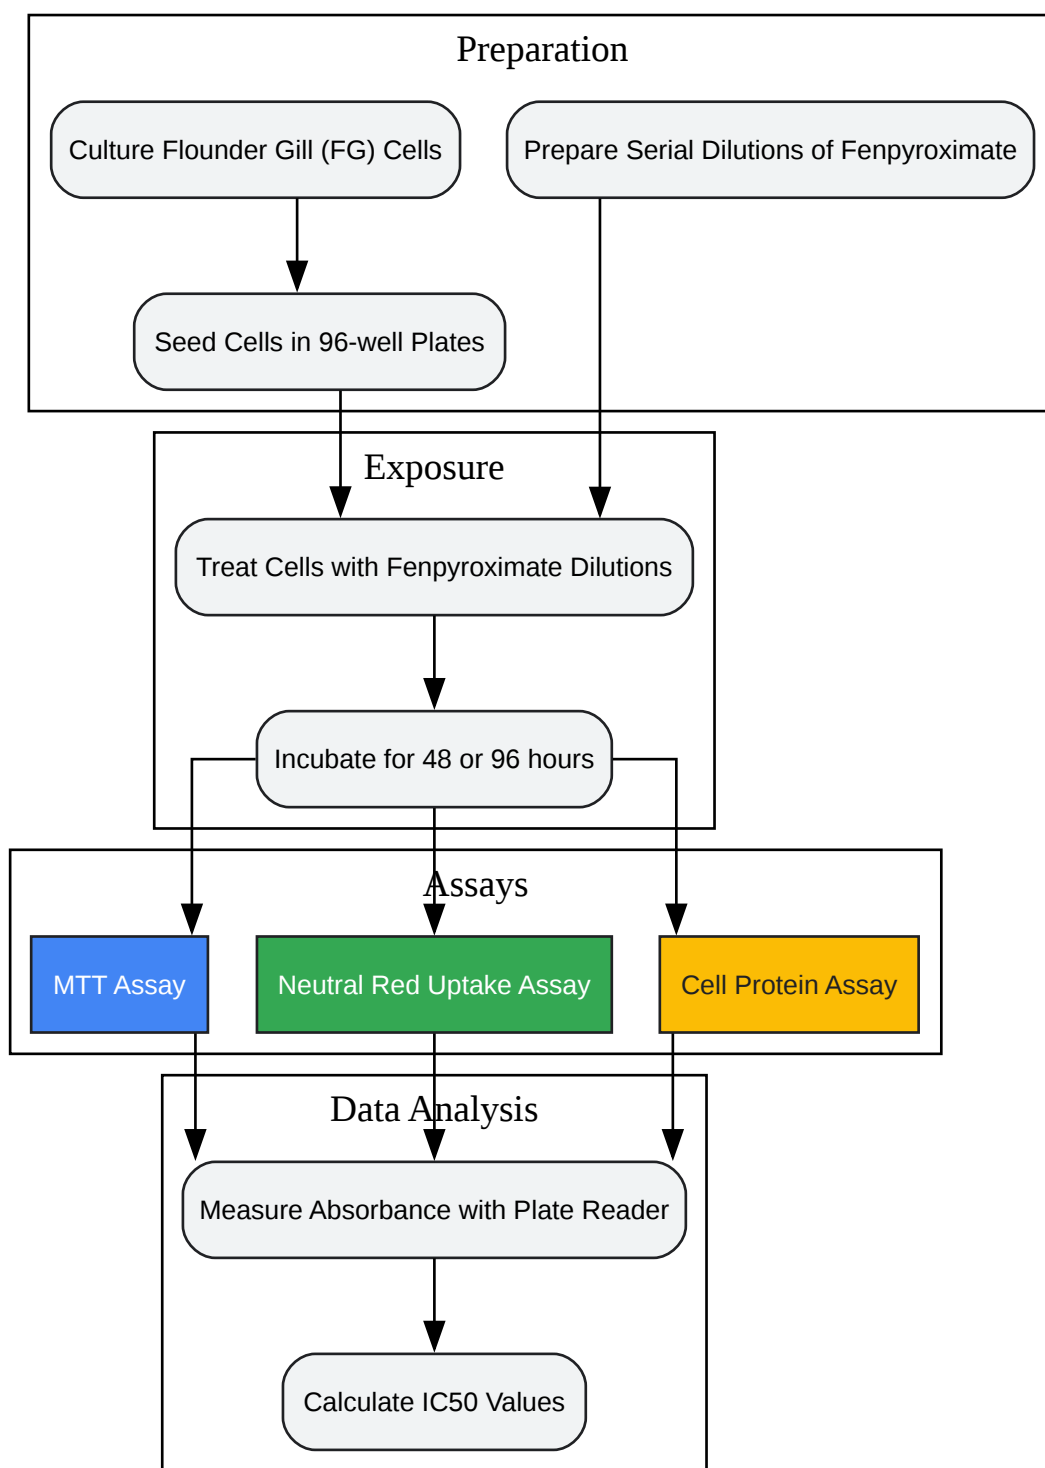 Preparation
Culture Flounder Gill (FG) Cells
Prepare Serial Dilutions of Fenpyroximate
Seed Cells in 96-well Plates
Exposure
Treat Cells with Fenpyroximate Dilutions
Incubate for 48 or 96 hours
Assays
MTT Assay
Neutral Red Uptake Assay
Cell Protein Assay
Data Analysis
Measure Absorbance with Plate Reader
Calculate IC50 Values